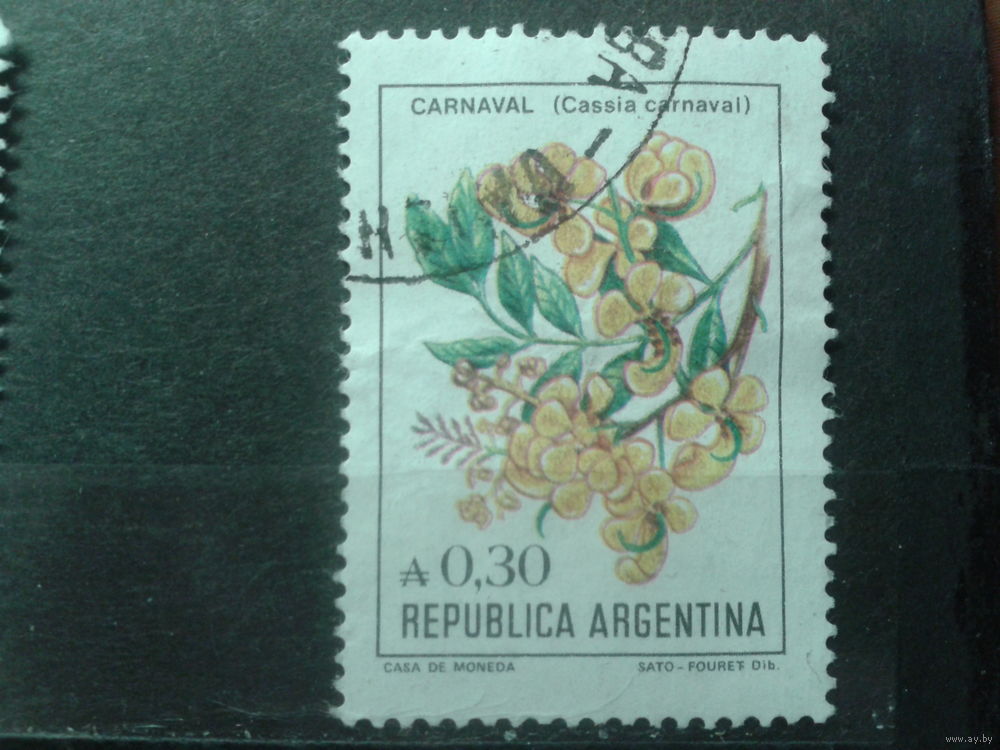 CARNAVAL (Cassia carnaval)
₳ 0,30
REPUBLICA ARGENTINA
CASA DE MONEDA
SATO-FOURET Dib.
www.ay.by